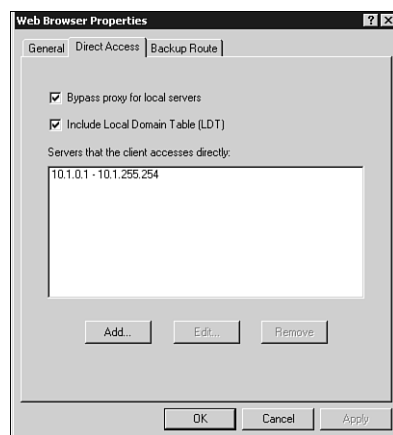 Web Browser Properties
General Direct Access Backup Route
Bypass proxy for local servers
Include Local Domain Table (LDT)
Servers that the client accesses directly:
10.1.0.1 - 10.1.255.254
Add... Edit... Remove
OK Cancel Apply